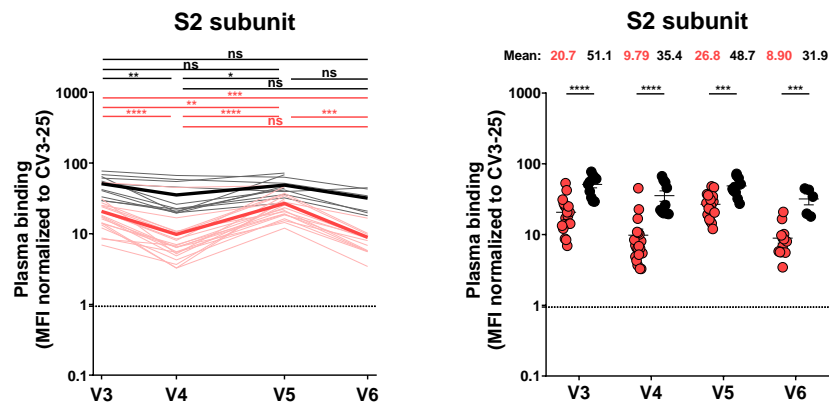 S2 subunit
ns
ns
** *
ns
ns
***
**
**** **** ***
ns
1000
100
10
1
0.1
Plasma binding
(MFI normalized to CV3-25)
V3 V4 V5 V6
S2 subunit
Mean: 20.7 51.1 9.79 35.4 26.8 48.7 8.90 31.9
**** **** *** ***
1000
100
10
1
0.1
Plasma binding
(MFI normalized to CV3-25)
V3 V4 V5 V6